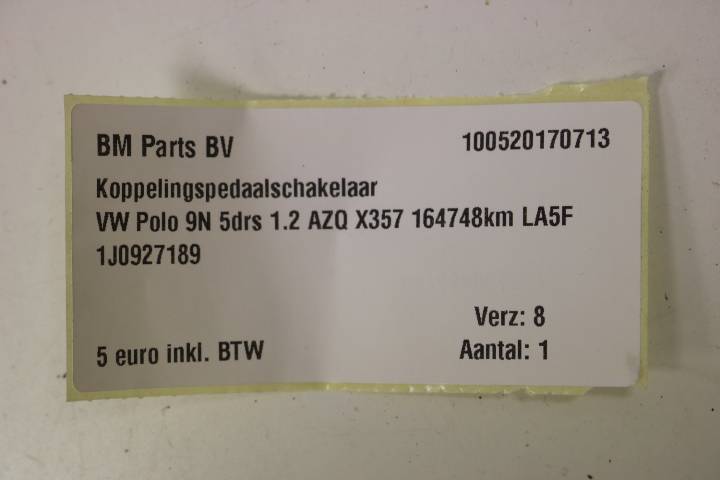 BM Parts BV 100520170713
Koppelingspedaalschakelaar
VW Polo 9N 5drs 1.2 AZQ X357 164748km LA5F
1J0927189
Verz: 8
5 euro inkl. BTW Aantal: 1